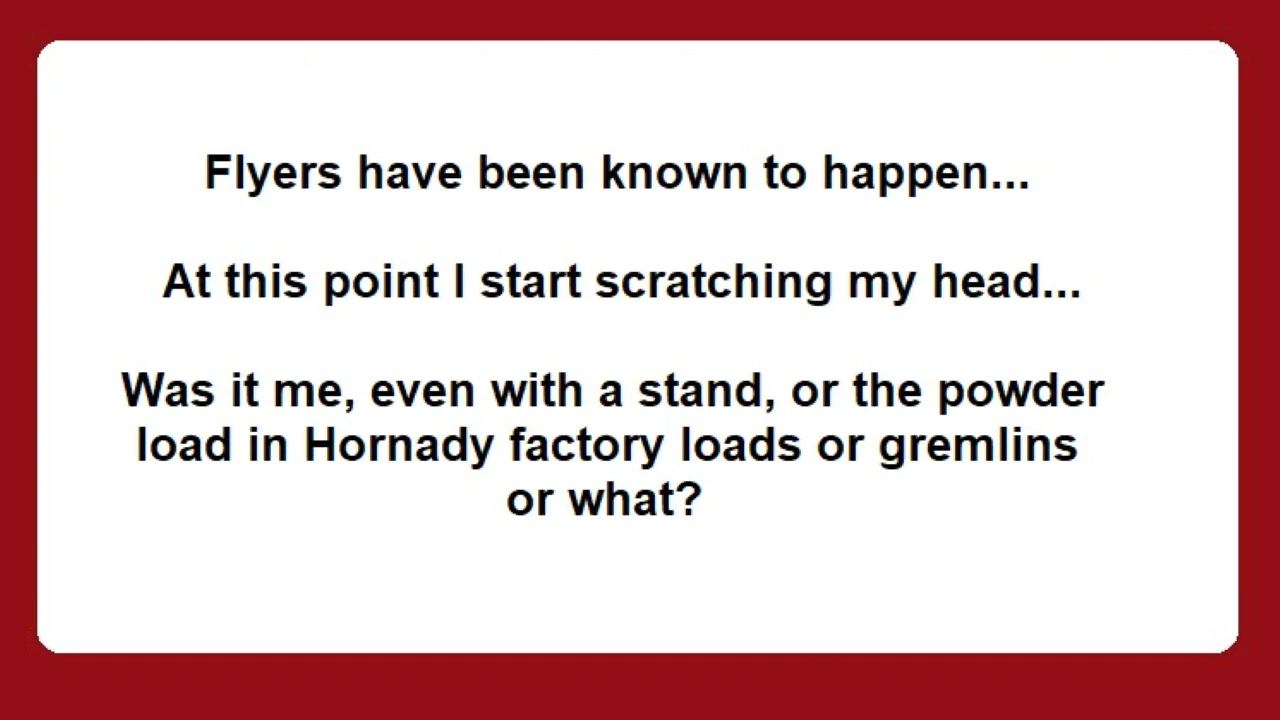 Flyers have been known to happen...
At this point I start scratching my head...
Was it me, even with a stand, or the powder
load in Hornady factory loads or gremlins
or what?